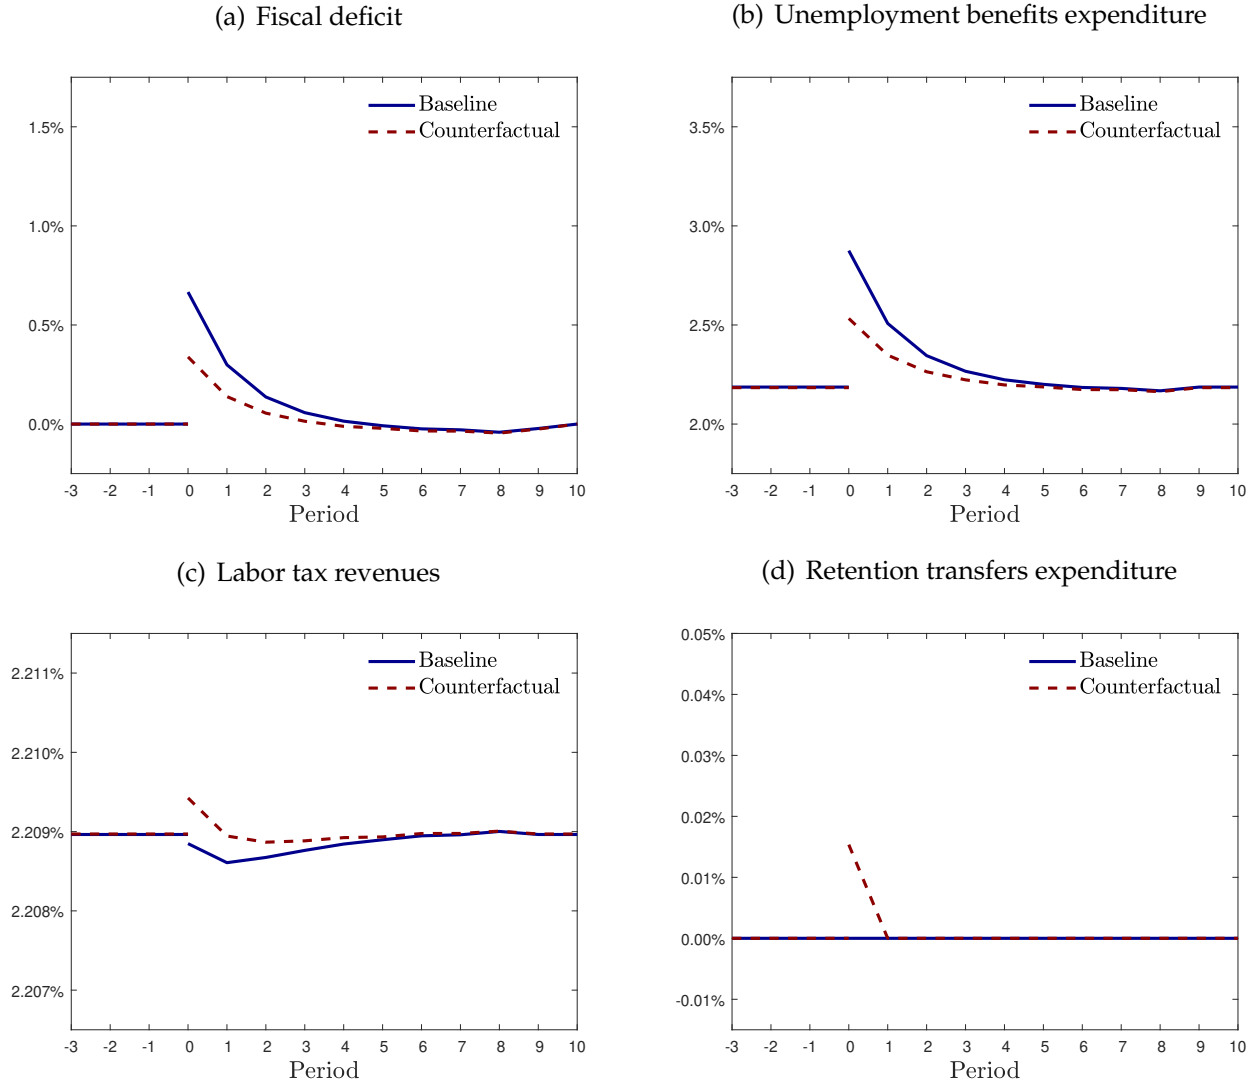 (a) Fiscal deficit
Baseline
Counterfactual
1.5%
1.0%
0.5%
0.0%
-3 -2 -1 0 1 2 3 4 5 6 7 8 9 10
Period
(b) Unemployment benefits expenditure
Baseline
Counterfactual
3.5%
3.0%
2.5%
2.0%
-3 -2 -1 0 1 2 3 4 5 6 7 8 9 10
Period
(c) Labor tax revenues
Baseline
Counterfactual
2.211%
2.210%
2.209%
2.208%
2.207%
-3 -2 -1 0 1 2 3 4 5 6 7 8 9 10
Period
(d) Retention transfers expenditure
Baseline
Counterfactual
0.05%
0.04%
0.03%
0.02%
0.01%
0.00%
-0.01%
-3 -2 -1 0 1 2 3 4 5 6 7 8 9 10
Period